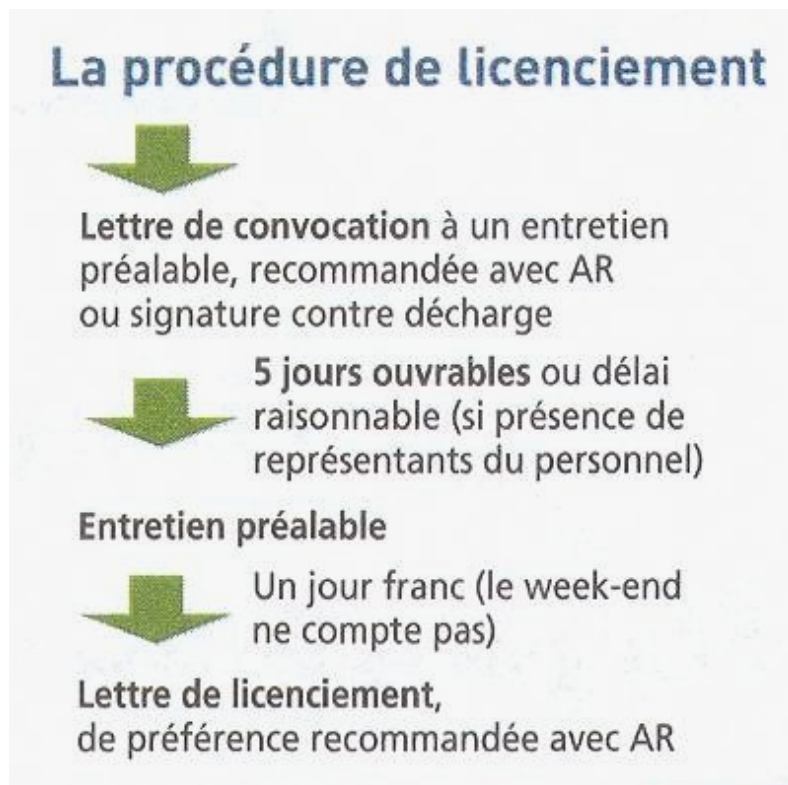 La procédure de licenciement
Lettre de convocation à un entretien
préalable, recommandée avec AR
ou signature contre décharge
5 jours ouvrables ou délai
raisonnable (si présence de
représentants du personnel)
Entretien préalable
Un jour franc (le week-end
ne compte pas)
Lettre de licenciement,
de préférence recommandée avec AR